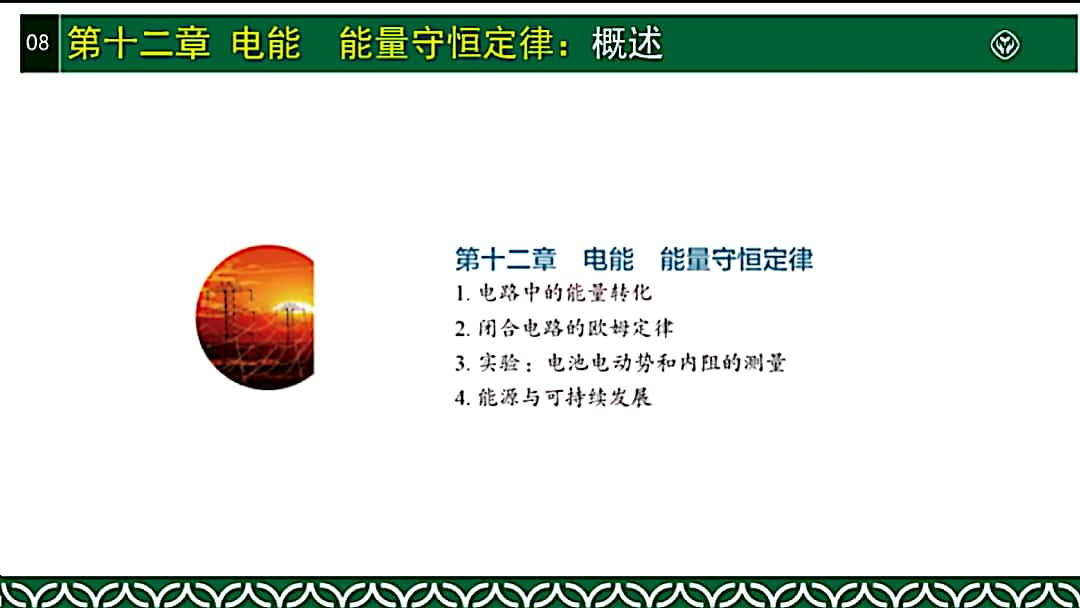 08 第十二章 电能 能量守恒定律：概述
第十二章 电能 能量守恒定律
1. 电路中的能量转化
2. 闭合电路的欧姆定律
3. 实验：电池电动势和内阻的测量
4. 能源与可持续发展